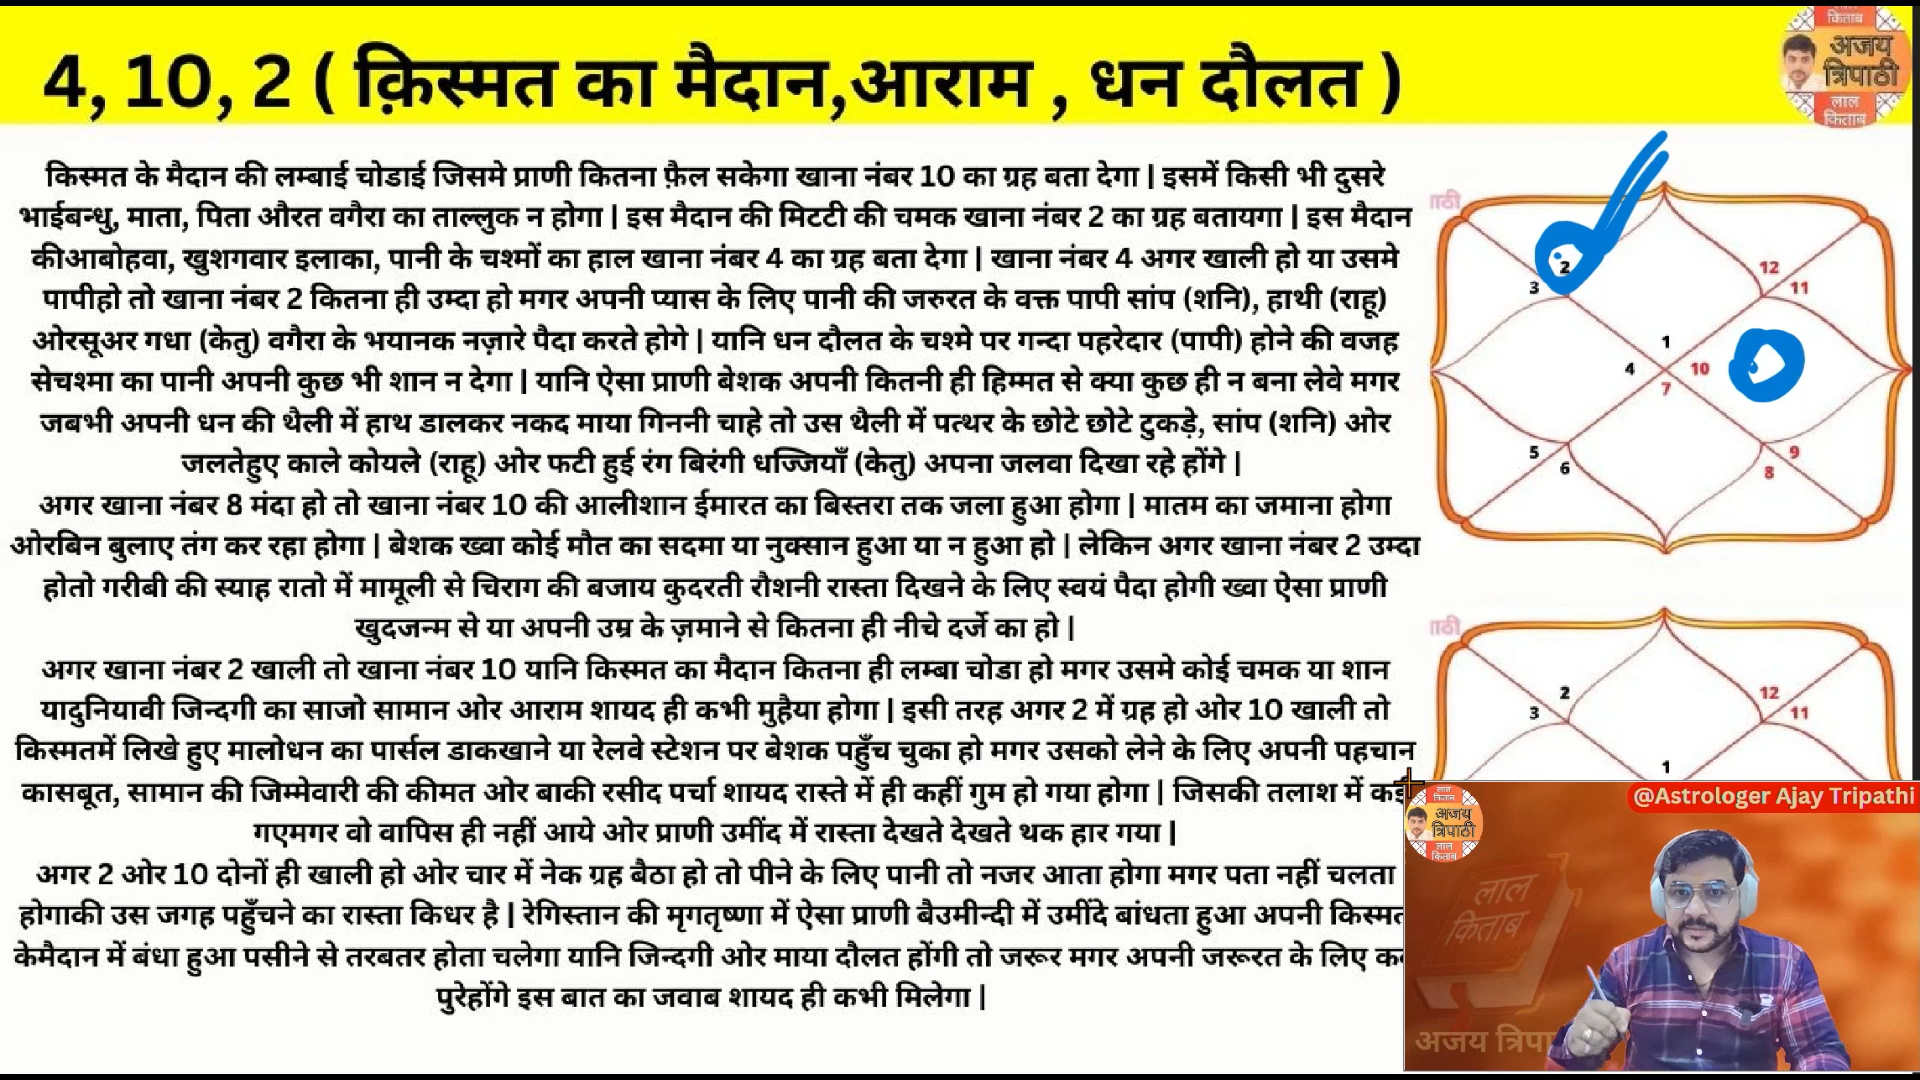 4, 10, 2 ( क़िस्मत का मैदान,आराम , धन दौलत )
अजय
त्रिपाठी
लाल
किताब
किस्मत के मैदान की लम्बाई चोडाई जिसमे प्राणी कितना फ़ैल सकेगा खाना नंबर 10 का ग्रह बता देगा | इसमें किसी भी दुसरे
भाईबन्धु, माता, पिता औरत वगैरा का ताल्लुक न होगा | इस मैदान की मिटटी की चमक खाना नंबर 2 का ग्रह बतायगा | इस मैदान
कीआबोहवा, खुशगवार इलाका, पानी के चश्मों का हाल खाना नंबर 4 का ग्रह बता देगा | खाना नंबर 4 अगर खाली हो या उसमे
पापीहो तो खाना नंबर 2 कितना ही उम्दा हो मगर अपनी प्यास के लिए पानी की जरुरत के वक्त पापी सांप (शनि), हाथी (राहू)
ओरसूअर गधा (केतु) वगैरा के भयानक नज़ारे पैदा करते होगे | यानि धन दौलत के चश्मे पर गन्दा पहरेदार (पापी) होने की वजह
सेचश्मा का पानी अपनी कुछ भी शान न देगा | यानि ऐसा प्राणी बेशक अपनी कितनी ही हिम्मत से क्या कुछ ही न बना लेवे मगर
जबभी अपनी धन की थैली में हाथ डालकर नकद माया गिननी चाहे तो उस थैली में पत्थर के छोटे छोटे टुकड़े, सांप (शनि) ओर
जलतेहुए काले कोयले (राहू) ओर फटी हुई रंग बिरंगी धज्जियाँ (केतु) अपना जलवा दिखा रहे होंगे |
अगर खाना नंबर 8 मंदा हो तो खाना नंबर 10 की आलीशान ईमारत का बिस्तरा तक जला हुआ होगा | मातम का जमाना होगा
ओरबिन बुलाए तंग कर रहा होगा | बेशक ख्वा कोई मौत का सदमा या नुक्सान हुआ या न हुआ हो | लेकिन अगर खाना नंबर 2 उम्दा
होतो गरीबी की स्याह रातो में मामूली से चिराग की बजाय कुदरती रौशनी रास्ता दिखने के लिए स्वयं पैदा होगी ख्वा ऐसा प्राणी
खुदजन्म से या अपनी उम्र के ज़माने से कितना ही नीचे दर्जे का हो |
अगर खाना नंबर 2 खाली तो खाना नंबर 10 यानि किस्मत का मैदान कितना ही लम्बा चोडा हो मगर उसमे कोई चमक या शान
यादुनियावी जिन्दगी का साजो सामान ओर आराम शायद ही कभी मुहैया होगा | इसी तरह अगर 2 में ग्रह हो ओर 10 खाली तो
किस्मतमें लिखे हुए मालोधन का पार्सल डाकखाने या रेलवे स्टेशन पर बेशक पहुँच चुका हो मगर उसको लेने के लिए अपनी पहचान
कासबूत, सामान की जिम्मेवारी की कीमत ओर बाकी रसीद पर्चा शायद रास्ते में ही कहीं गुम हो गया होगा | जिसकी तलाश में कई
गएमगर वो वापिस ही नहीं आये ओर प्राणी उमींद में रास्ता देखते देखते थक हार गया |
अगर 2 ओर 10 दोनों ही खाली हो ओर चार में नेक ग्रह बैठा हो तो पीने के लिए पानी तो नजर आता होगा मगर पता नहीं चलता
होगाकी उस जगह पहुँचने का रास्ता किधर है | रेगिस्तान की मृगतृष्णा में ऐसा प्राणी बैउमीन्दी में उमींदे बांधता हुआ अपनी किस्मत
केमैदान में बंधा हुआ पसीने से तरबतर होता चलेगा यानि जिन्दगी ओर माया दौलत होंगी तो जरूर मगर अपनी जरूरत के लिए
पुरेहोंगे इस बात का जवाब शायद ही कभी मिलेगा |
2
12
3
11
1
4
10
7
5
9
6
8
2
12
3
11
1
@Astrologer Ajay Tripathi
अजय
त्रिपाठी
लाल
किताब
लाल
किताब
अजय